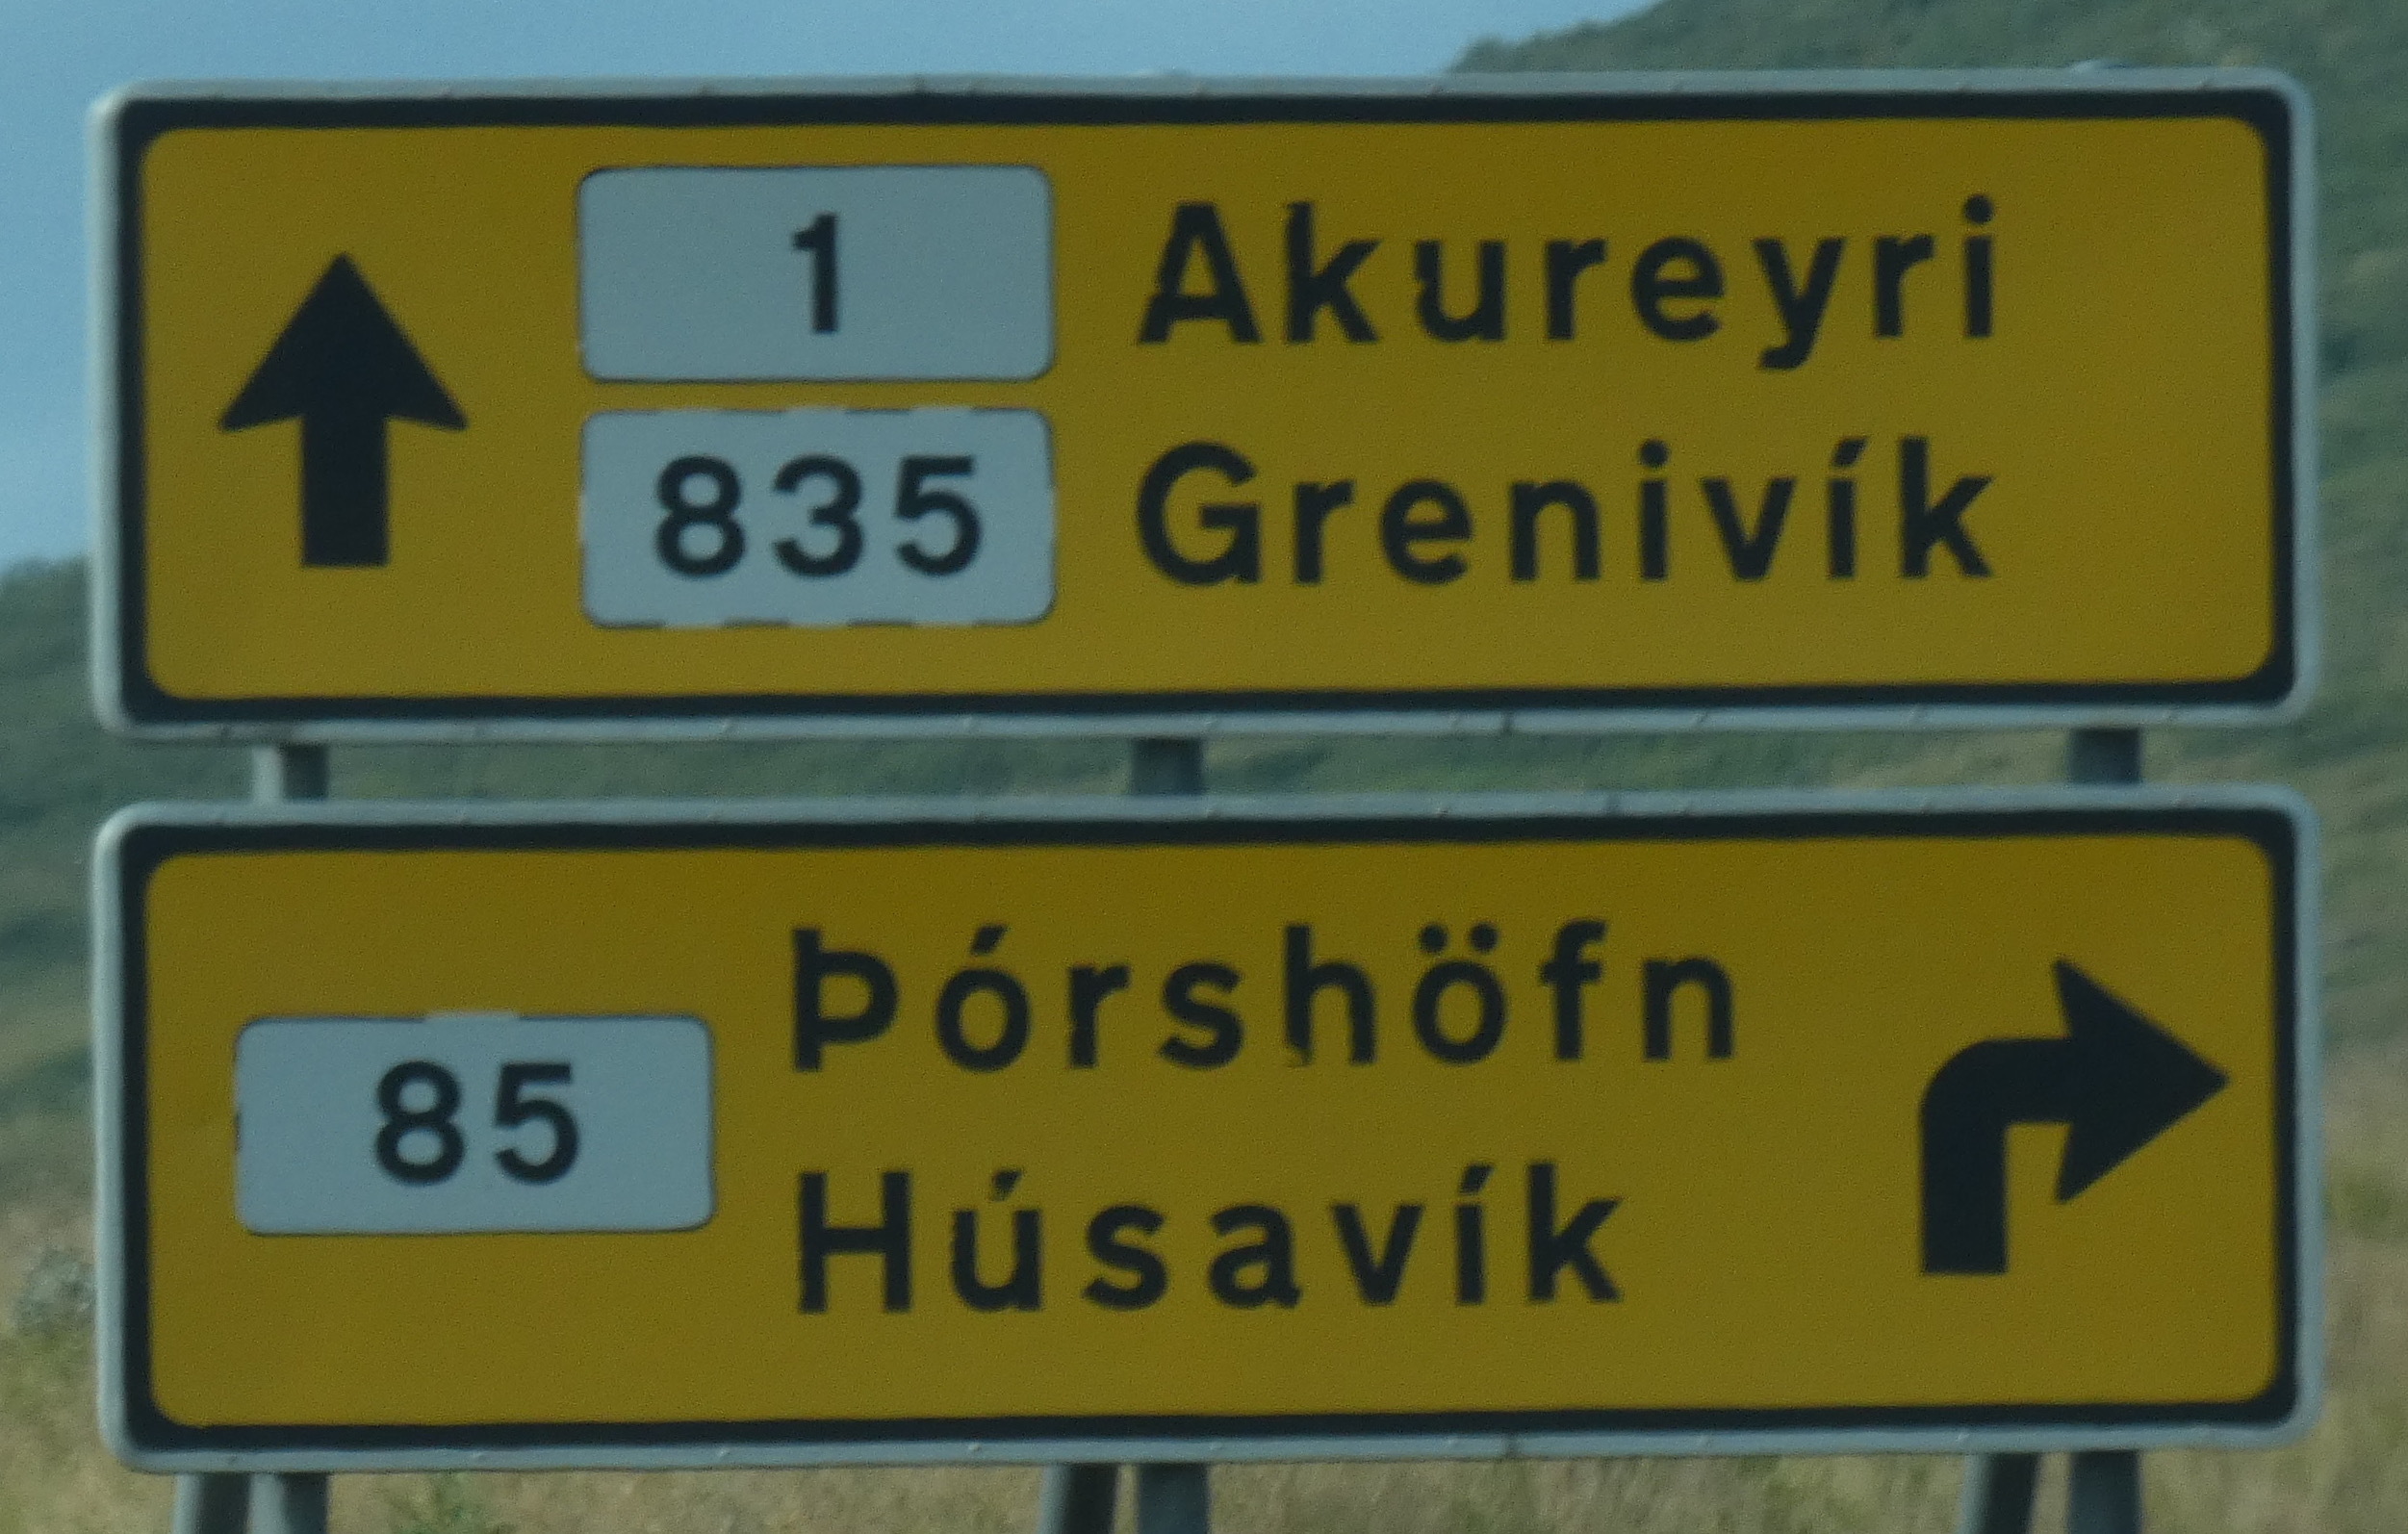 1 Akureyri
835 Grenivík
85 Þórshöfn
Húsavík